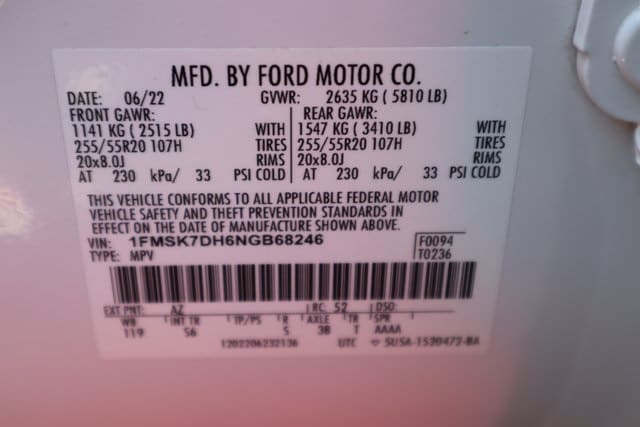 MFD. BY FORD MOTOR CO.
DATE: 06/22 GVWR: 2635 KG ( 5810 LB)
FRONT GAWR: REAR GAWR:
1141 KG ( 2515 LB) WITH 1547 KG ( 3410 LB) WITH
255/55R20 107H TIRES 255/55R20 107H TIRES
20x8.0J RIMS 20x8.0J RIMS
AT 230 kPa/ 33 PSI COLD AT 230 kPa/ 33 PSI COLD
THIS VEHICLE CONFORMS TO ALL APPLICABLE FEDERAL MOTOR
VEHICLE SAFETY AND THEFT PREVENTION STANDARDS IN
EFFECT ON THE DATE OF MANUFACTURE SHOWN ABOVE.
VIN: 1FMSK7DH6NGB68246 F0094
TYPE: MPV T0236
EXT PNT: AZ RC: 52 DSO:
WB INT TR TP/PS R AXLE TR SPR
119 S6 S 3B T AAAA
1202206232136 UTC 5U5A-1520472-BA